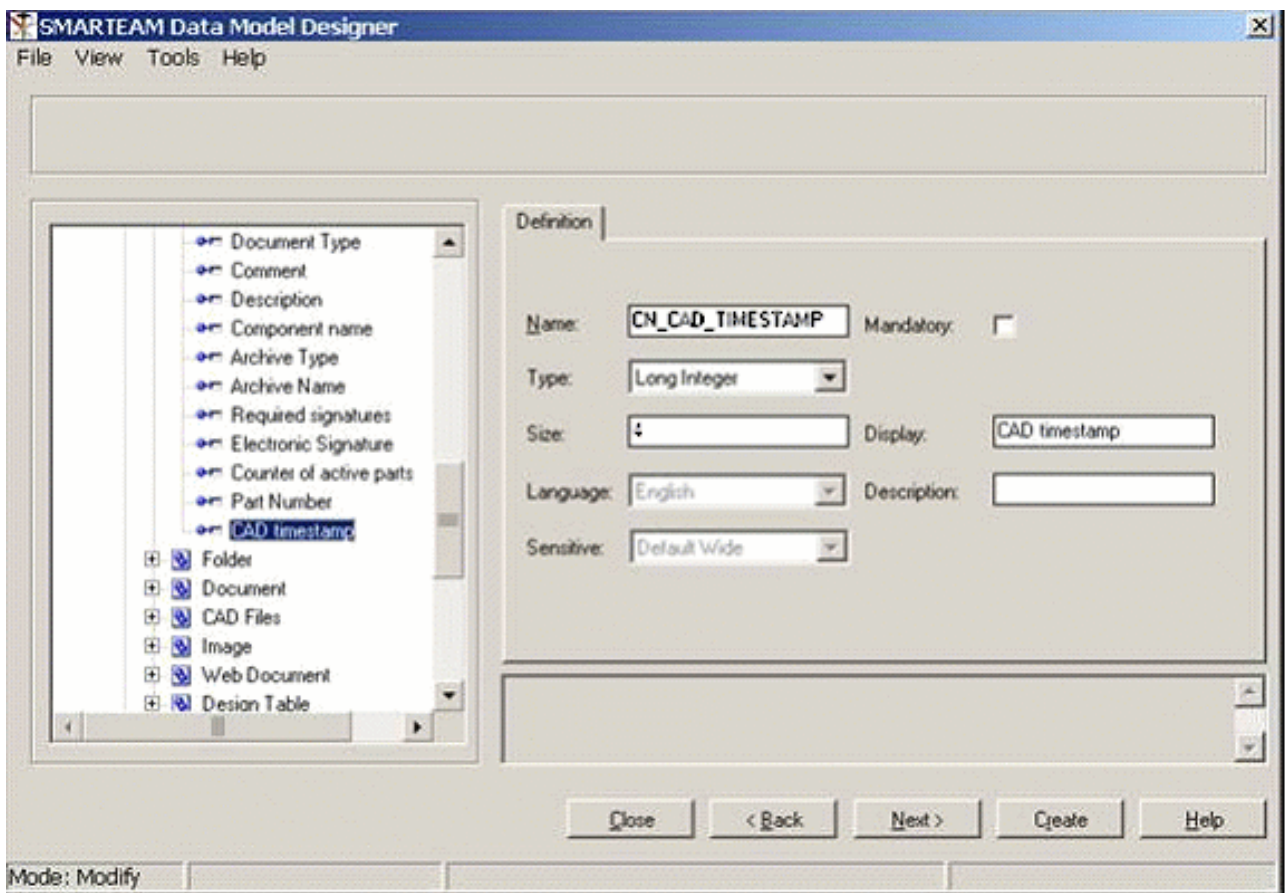 SMARTEAM Data Model Designer
File View Tools Help
Document Type
Comment
Description
Component name
Archive Type
Archive Name
Required signatures
Electronic Signature
Counter of active parts
Part Number
CAD timestamp
Folder
Document
CAD Files
Image
Web Document
Design Table
Definition
Name: CN_CAD_TIMESTAMP Mandatory:
Type: Long Integer
Size: 4 Display: CAD timestamp
Language: English Description:
Sensitive: Default Wide
Close < Back Next > Create Help
Mode: Modify